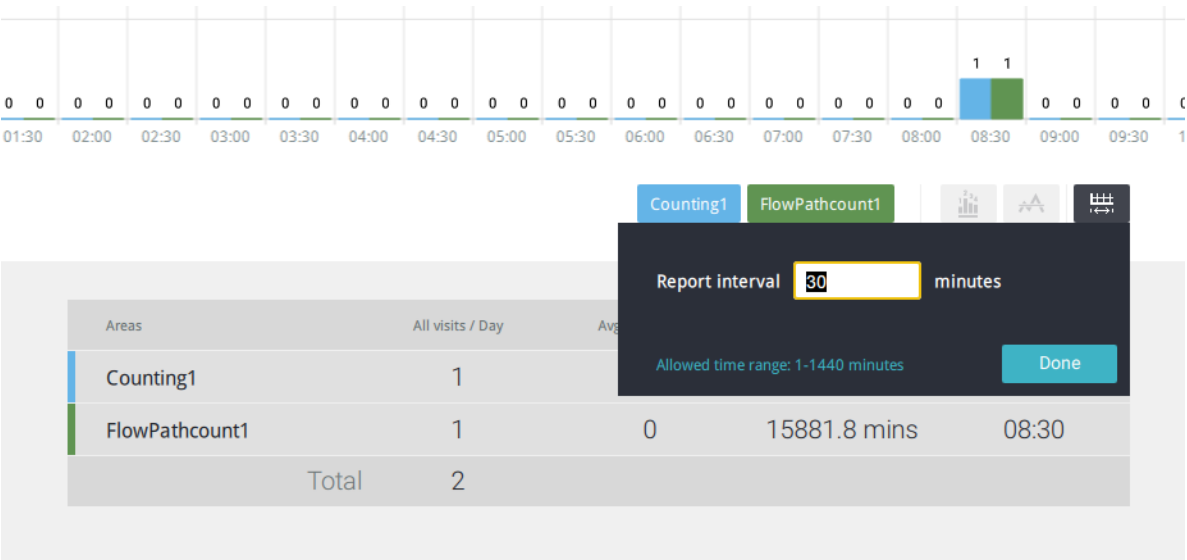 1 1
0 0 0 0 0 0 0 0 0 0 0 0 0 0 0 0 0 0 0 0 0 0 0 0 0 0 0 0 0 0 0 0
01:30 02:00 02:30 03:00 03:30 04:00 04:30 05:00 05:30 06:00 06:30 07:00 07:30 08:00 08:30 09:00 09:30
Counting1 FlowPathcount1
Report interval 30 minutes
Areas All visits / Day Avg
Allowed time range: 1-1440 minutes Done
Counting1 1
FlowPathcount1 1 0 15881.8 mins 08:30
Total 2